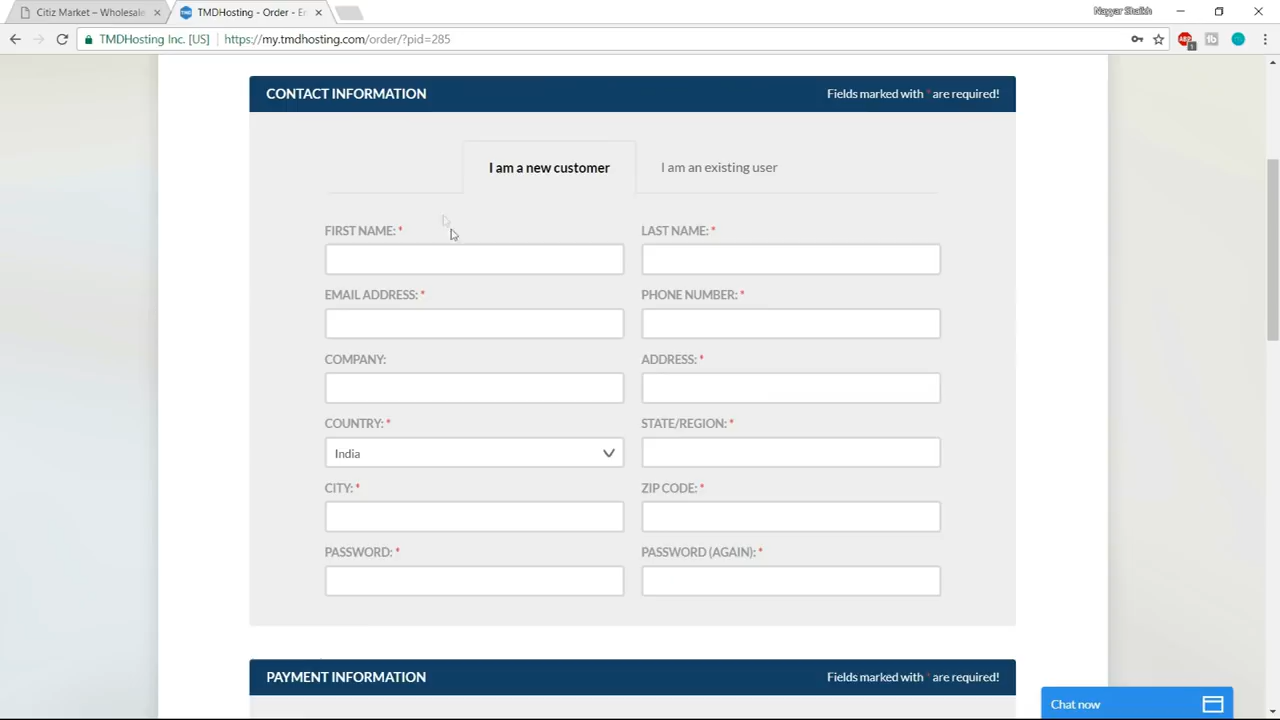 Citiz Market – Wholesale
TMDHosting - Order - En
Nayyar Shaikh
TMDHosting Inc. [US]
https://my.tmdhosting.com/order/?pid=285
CONTACT INFORMATION
Fields marked with * are required!
I am a new customer
I am an existing user
FIRST NAME: *
LAST NAME: *
EMAIL ADDRESS: *
PHONE NUMBER: *
COMPANY:
ADDRESS: *
COUNTRY: *
STATE/REGION: *
India
CITY: *
ZIP CODE: *
PASSWORD: *
PASSWORD (AGAIN): *
PAYMENT INFORMATION
Fields marked with * are required!
Chat now